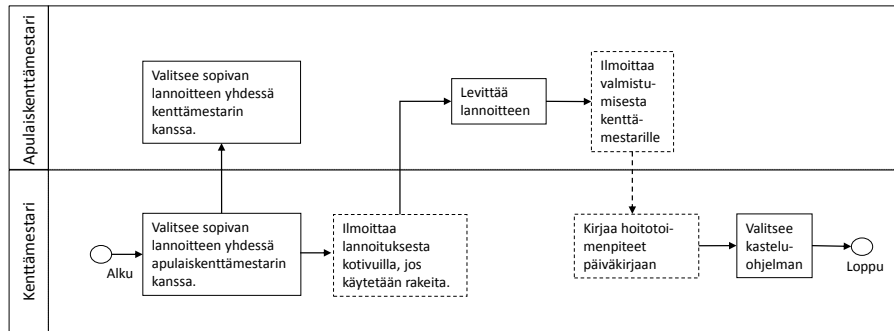 Apulaiskenttämestari
Valitsee sopivan
lannoitteen yhdessä
kenttämestarin
kanssa.
Levittää
lannoitteen
Ilmoittaa
valmistu-
misesta
kenttä-
mestarille
Kenttämestari
Alku
Valitsee sopivan
lannoitteen yhdessä
apulaiskenttämestarin
kanssa.
Ilmoittaa
lannoituksesta
kotivuilla, jos
käytetään rakeita.
Kirjaa hoitotoi-
menpiteet
päiväkirjaan
Valitsee
kastelu-
ohjelman
Loppu